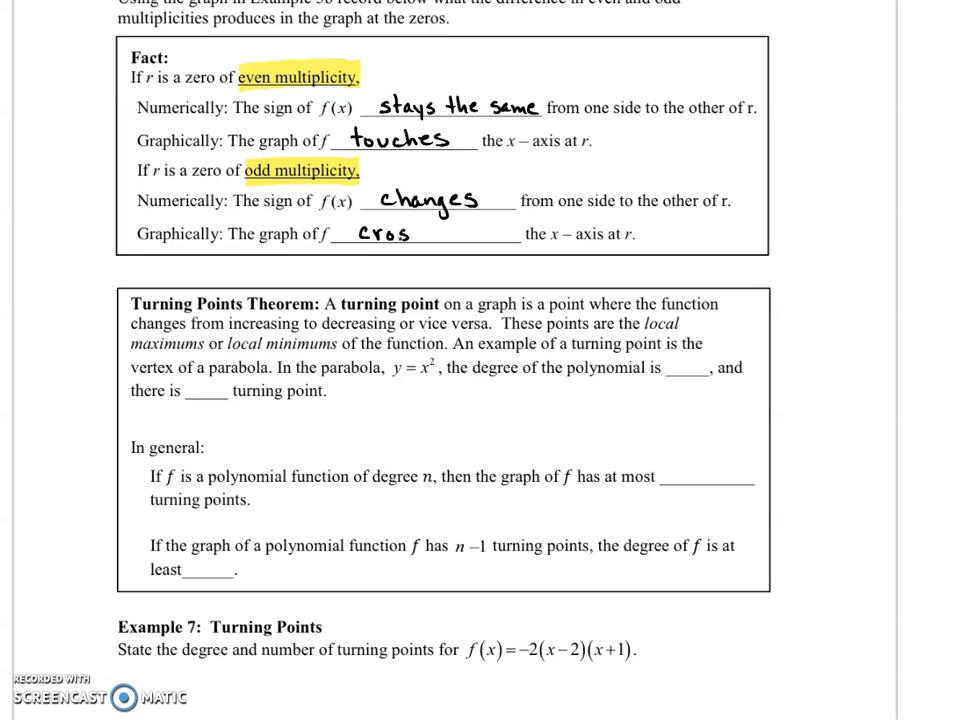 multiplicities produces in the graph at the zeros.
Fact:
If r is a zero of even multiplicity,
Numerically: The sign of f(x) stays the same from one side to the other of r.
Graphically: The graph of f touches the x – axis at r.
If r is a zero of odd multiplicity,
Numerically: The sign of f(x) changes from one side to the other of r.
Graphically: The graph of f cros the x – axis at r.
Turning Points Theorem: A turning point on a graph is a point where the function
changes from increasing to decreasing or vice versa. These points are the local
maximums or local minimums of the function. An example of a turning point is the
vertex of a parabola. In the parabola, y = x², the degree of the polynomial is _____, and
there is _____ turning point.
In general:
If f is a polynomial function of degree n, then the graph of f has at most ___________
turning points.
If the graph of a polynomial function f has n –1 turning points, the degree of f is at
least______.
Example 7: Turning Points
State the degree and number of turning points for f(x)=–2(x–2)(x+1).
RECORDED WITH
SCREENCAST MATIC